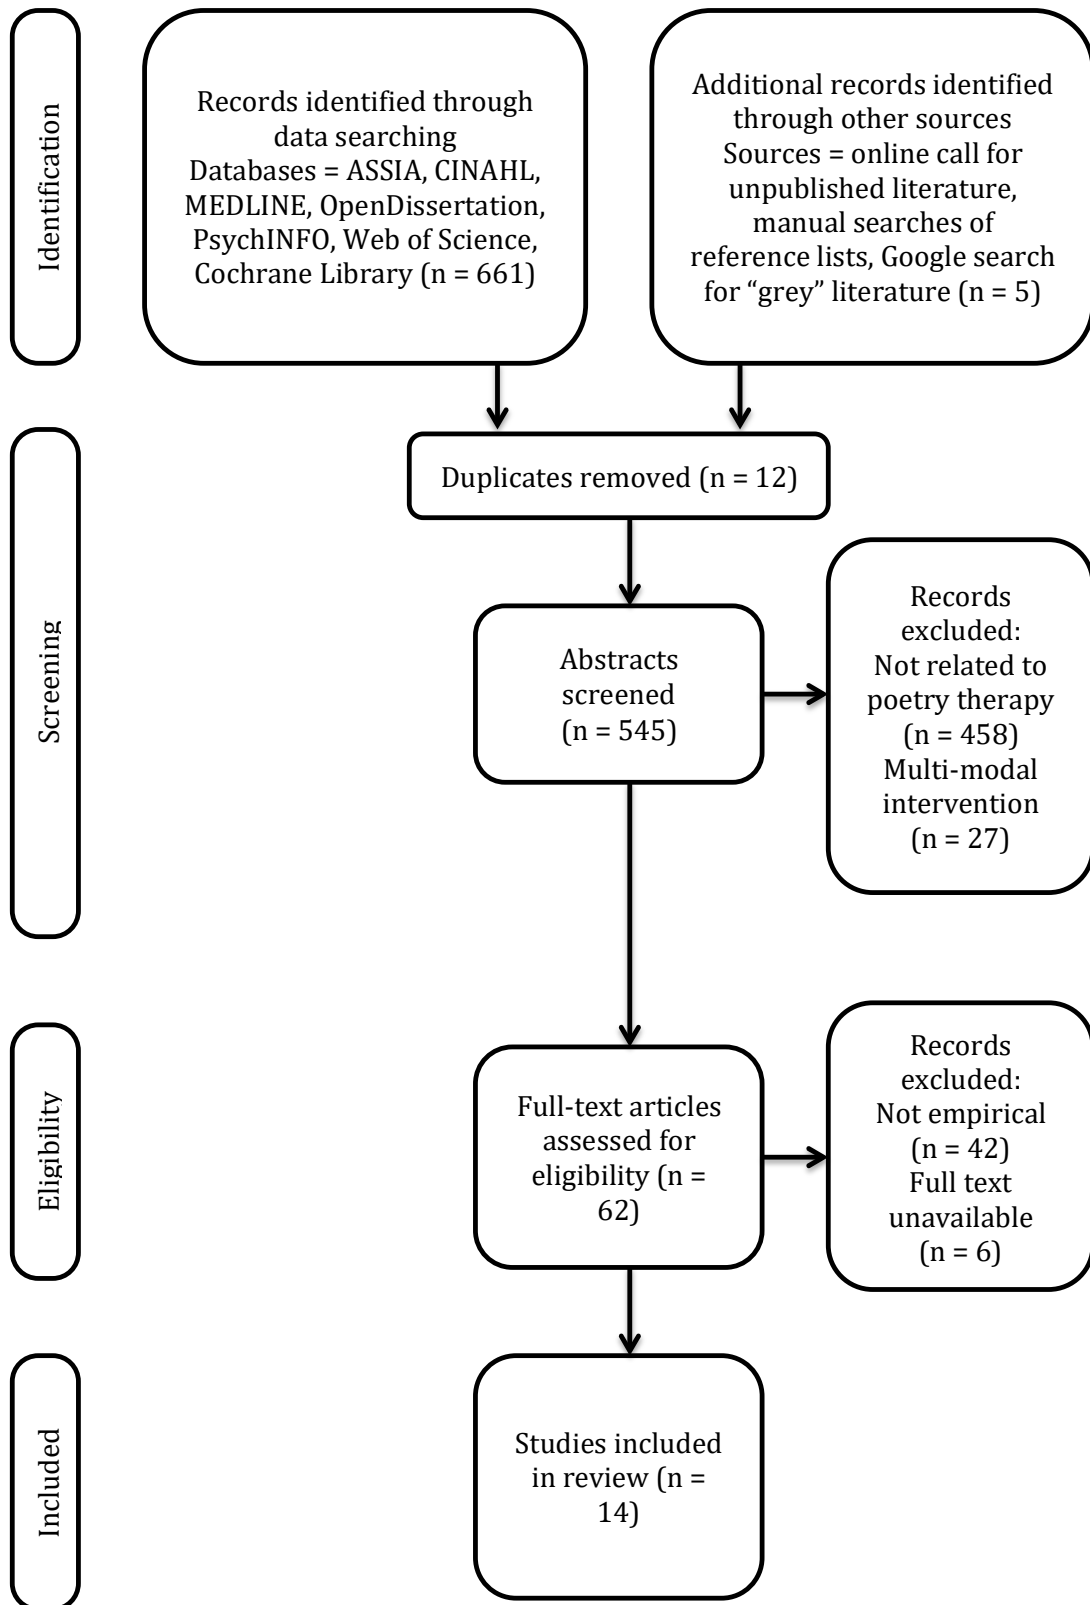 Identification
Records identified through
data searching
Databases = ASSIA, CINAHL,
MEDLINE, OpenDissertation,
PsychINFO, Web of Science,
Cochrane Library (n = 661)
Additional records identified
through other sources
Sources = online call for
unpublished literature,
manual searches of
reference lists, Google search
for “grey” literature (n = 5)
Screening
Duplicates removed (n = 12)
Abstracts
screened
(n = 545)
Records
excluded:
Not related to
poetry therapy
(n = 458)
Multi-modal
intervention
(n = 27)
Eligibility
Full-text articles
assessed for
eligibility (n =
62)
Records
excluded:
Not empirical
(n = 42)
Full text
unavailable
(n = 6)
Included
Studies included
in review (n =
14)